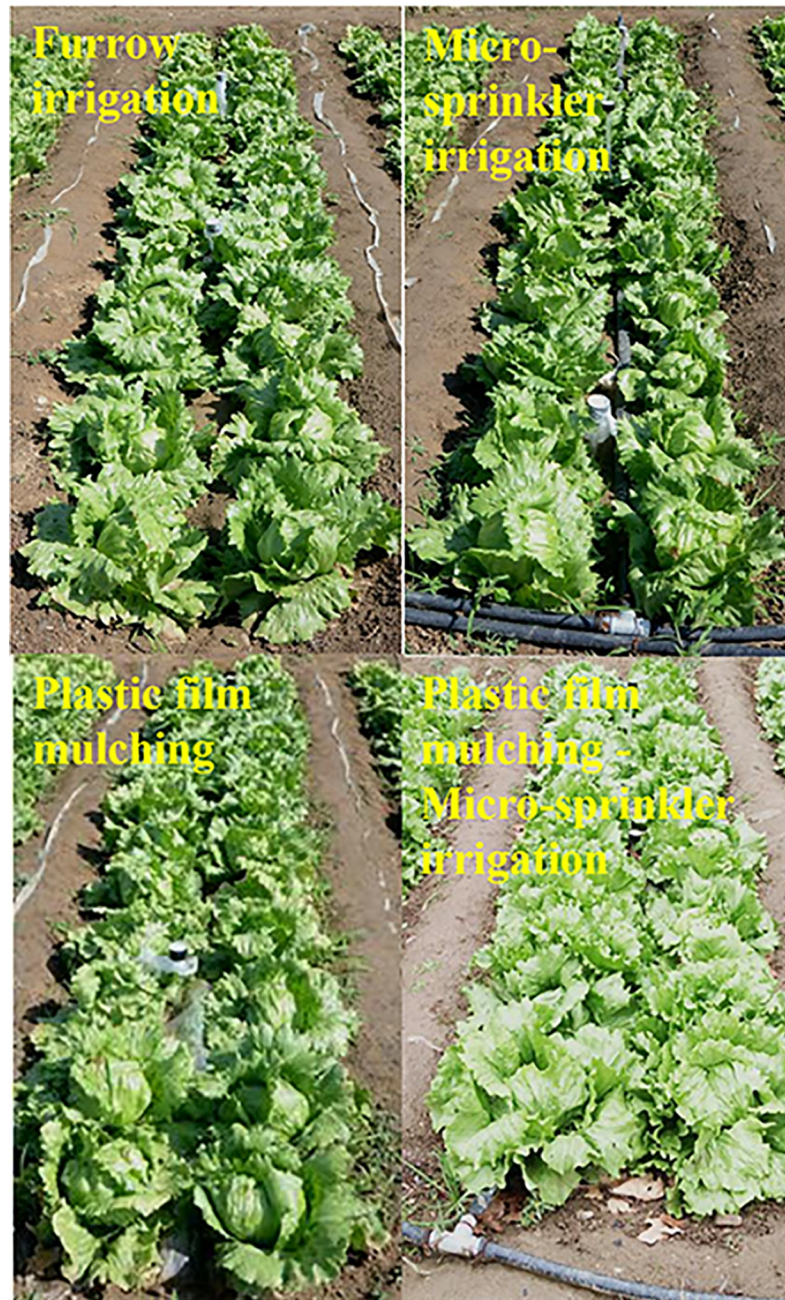 Furrow
irrigation
Micro-
sprinkler
irrigation
Plastic film
mulching
Plastic film
mulching -
Micro-sprinkler
irrigation